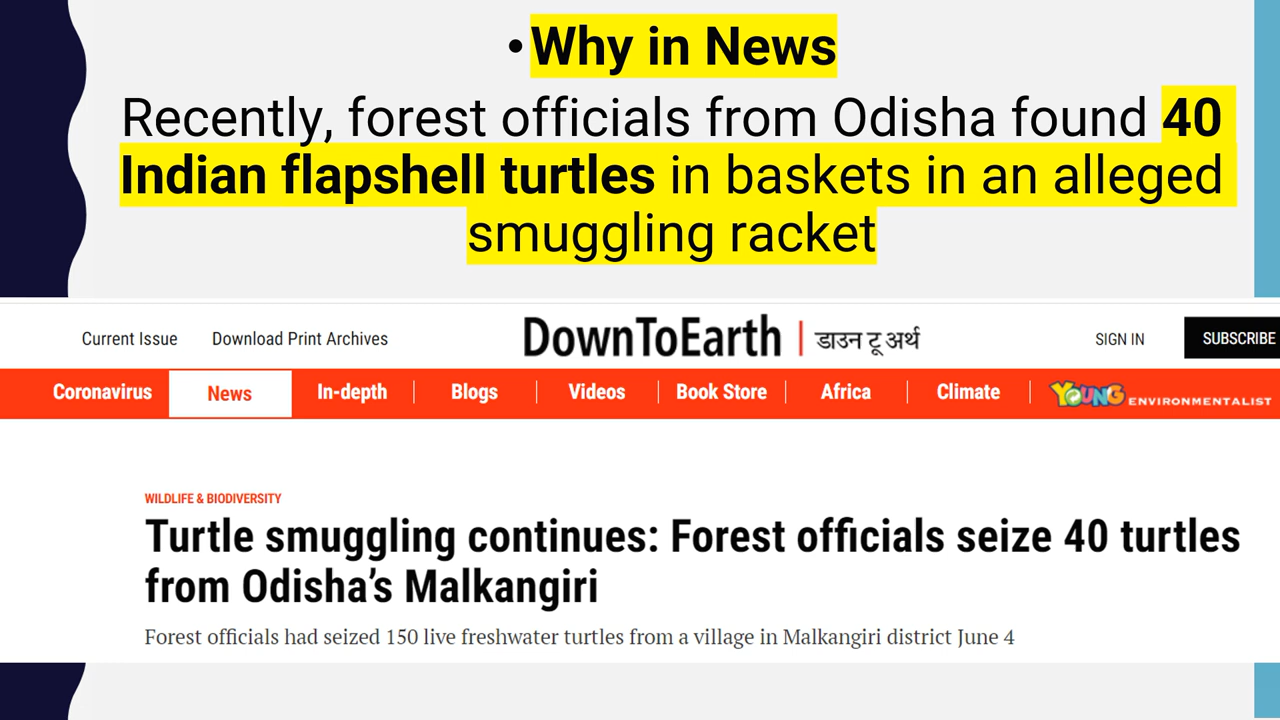 •Why in News
Recently, forest officials from Odisha found 40
Indian flapshell turtles in baskets in an alleged
smuggling racket
Current Issue Download Print Archives DownToEarth | डाउन टू अर्थ SIGN IN SUBSCRIBE
Coronavirus News In-depth Blogs Videos Book Store Africa Climate YOUNG ENVIRONMENTALIST
WILDLIFE & BIODIVERSITY
Turtle smuggling continues: Forest officials seize 40 turtles
from Odisha’s Malkangiri
Forest officials had seized 150 live freshwater turtles from a village in Malkangiri district June 4